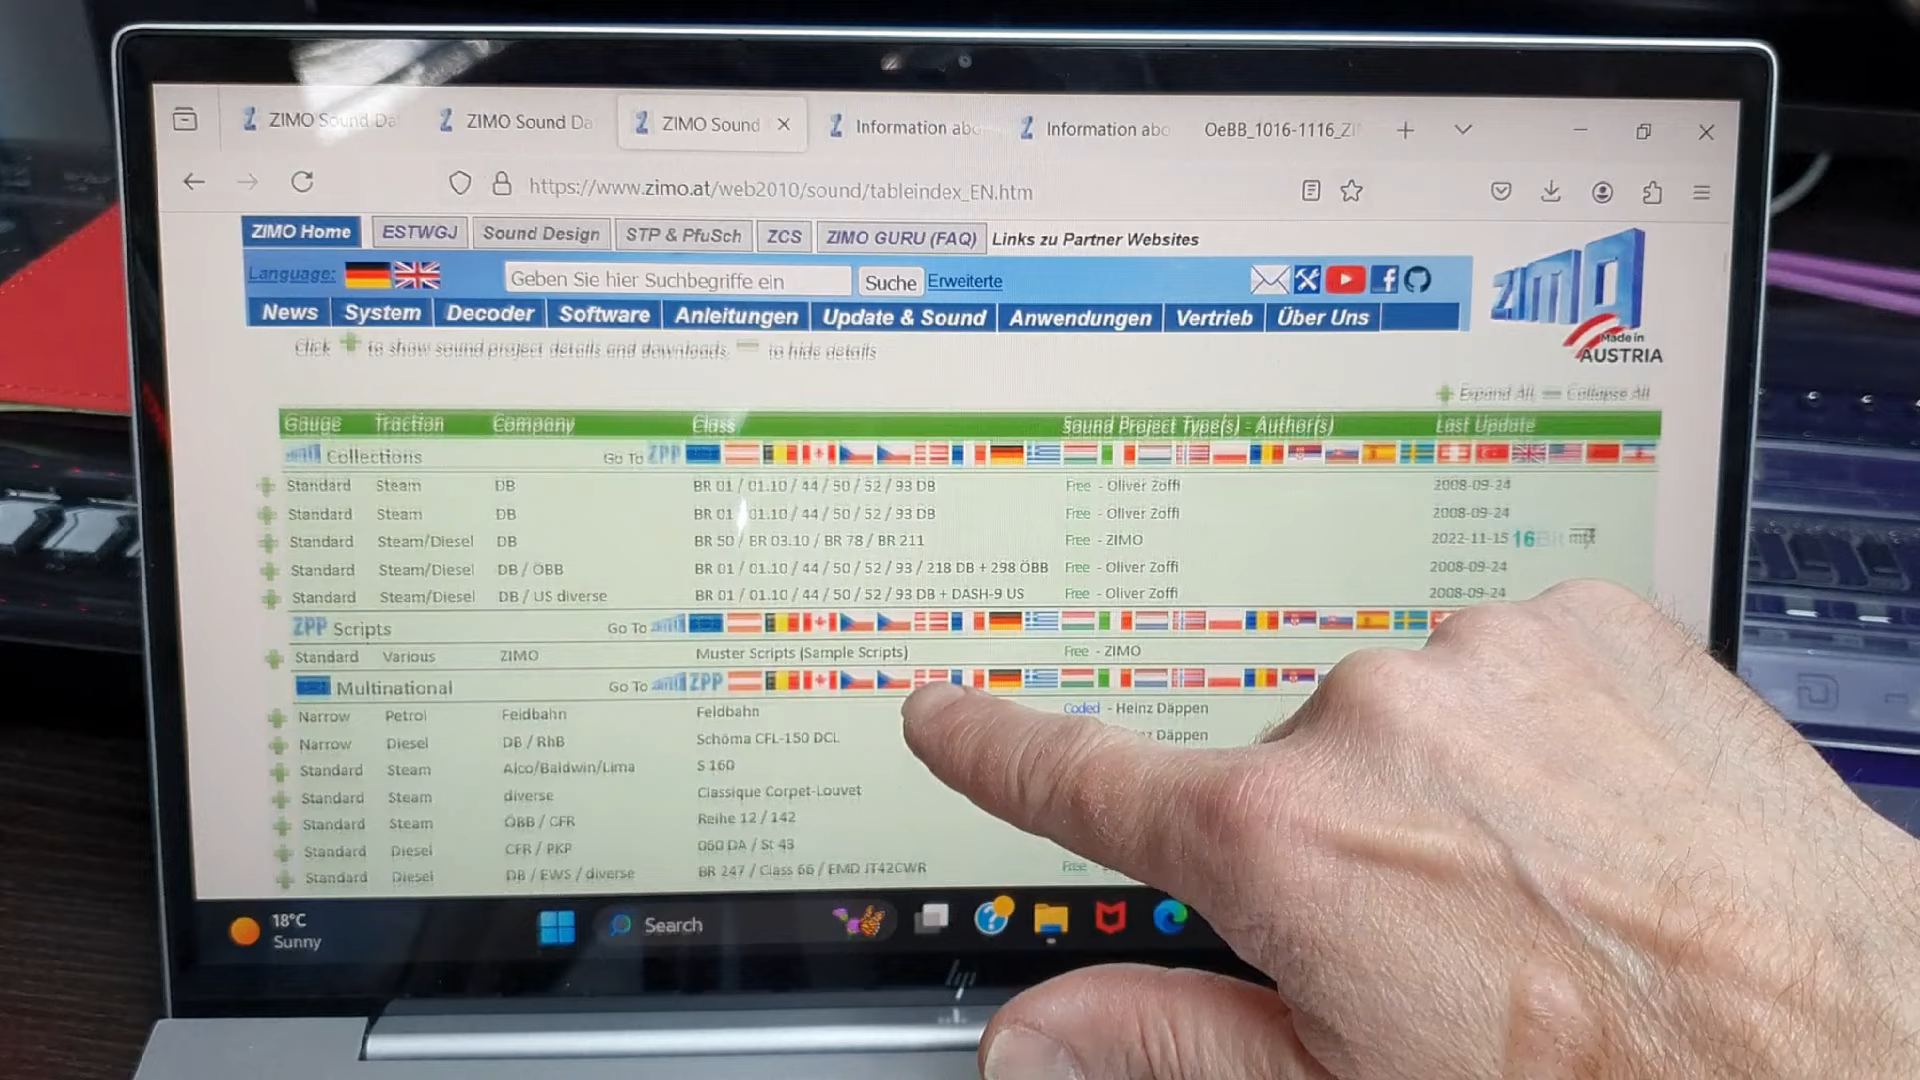 ZIMO Sound Da
ZIMO Sound Da
ZIMO Sound
Information abo
Information abo
OeBB_1016-1116_ZI
https://www.zimo.at/web2010/sound/tableindex_EN.htm
ZIMO Home ESTWGJ Sound Design STP & PfuSch ZCS ZIMO GURU (FAQ) Links zu Partner Websites
Language: Geben Sie hier Suchbegriffe ein Suche Erweiterte
News System Decoder Software Anleitungen Update & Sound Anwendungen Vertrieb Über Uns
ZIMO
Made in
AUSTRIA
Click to show sound project details and downloads, to hide details
Expand All Collapse All
Gauge Traction Company Class Sound Project Type(s) - Author(s) Last Update
Collections Go To ZPP
Standard Steam DB BR 01 / 01.10 / 44 / 50 / 52 / 93 DB Free - Oliver Zoffi 2008-09-24
Standard Steam DB BR 01 / 01.10 / 44 / 50 / 52 / 93 DB Free - Oliver Zoffi 2008-09-24
Standard Steam/Diesel DB BR 50 / BR 03.10 / BR 78 / BR 211 Free - ZIMO 2022-11-15 16
Standard Steam/Diesel DB / ÖBB BR 01 / 01.10 / 44 / 50 / 52 / 93 / 218 DB + 298 ÖBB Free - Oliver Zoffi 2008-09-24
Standard Steam/Diesel DB / US diverse BR 01 / 01.10 / 44 / 50 / 52 / 93 DB + DASH-9 US Free - Oliver Zoffi 2008-09-24
ZPP Scripts Go To
Standard Various ZIMO Muster Scripts (Sample Scripts) Free - ZIMO
Multinational Go To ZPP
Narrow Petrol Feldbahn Feldbahn Coded - Heinz Däppen
Narrow Diesel DB / RhB Schöma CFL-150 DCL Däppen
Standard Steam Alco/Baldwin/Lima S 160
Standard Steam diverse Classique Corpet-Louvet
Standard Steam ÖBB / CFR Reihe 12 / 142
Standard Diesel CFR / PKP 060 DA / St 43
Standard Diesel DB / EWS / diverse BR 247 / Class 66 / EMD JT42CWR Free
18°C
Sunny
Search
hp